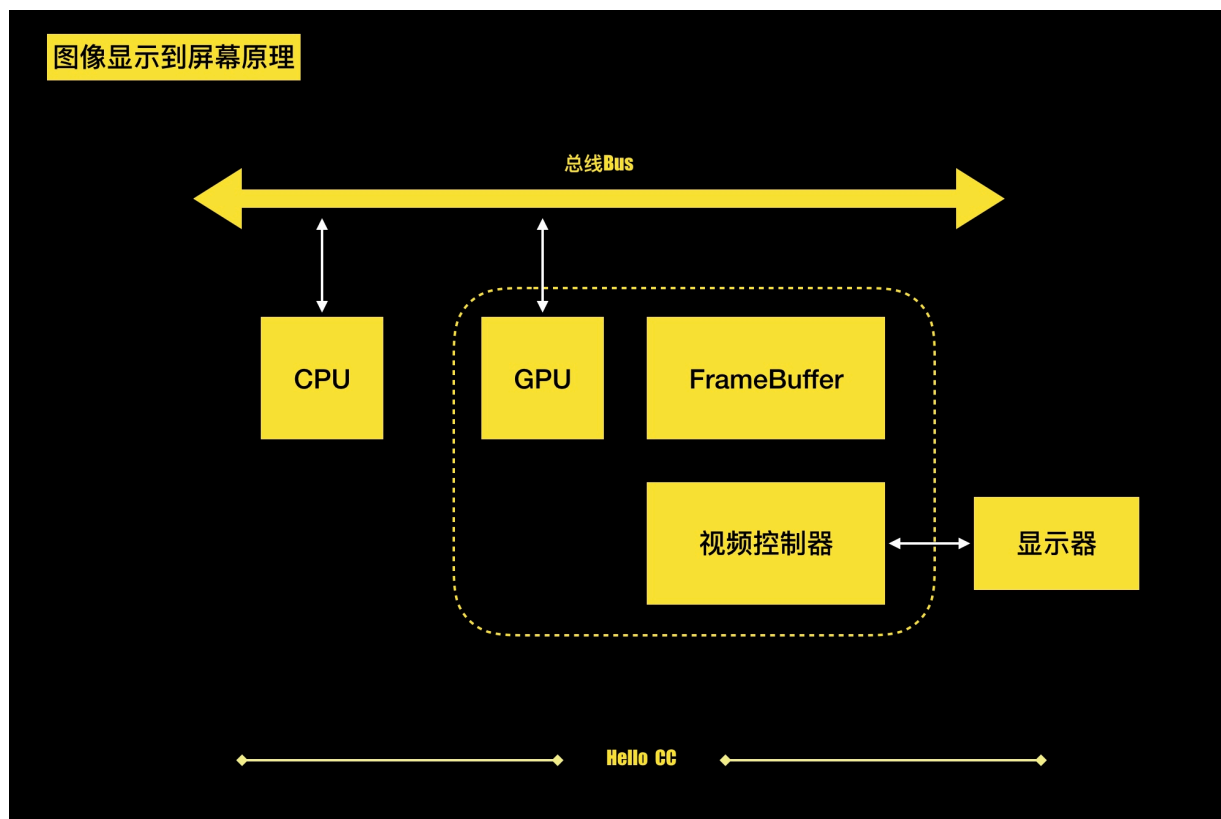 图像显示到屏幕原理
总线Bus
CPU
GPU
FrameBuffer
视频控制器
显示器
Hello CC